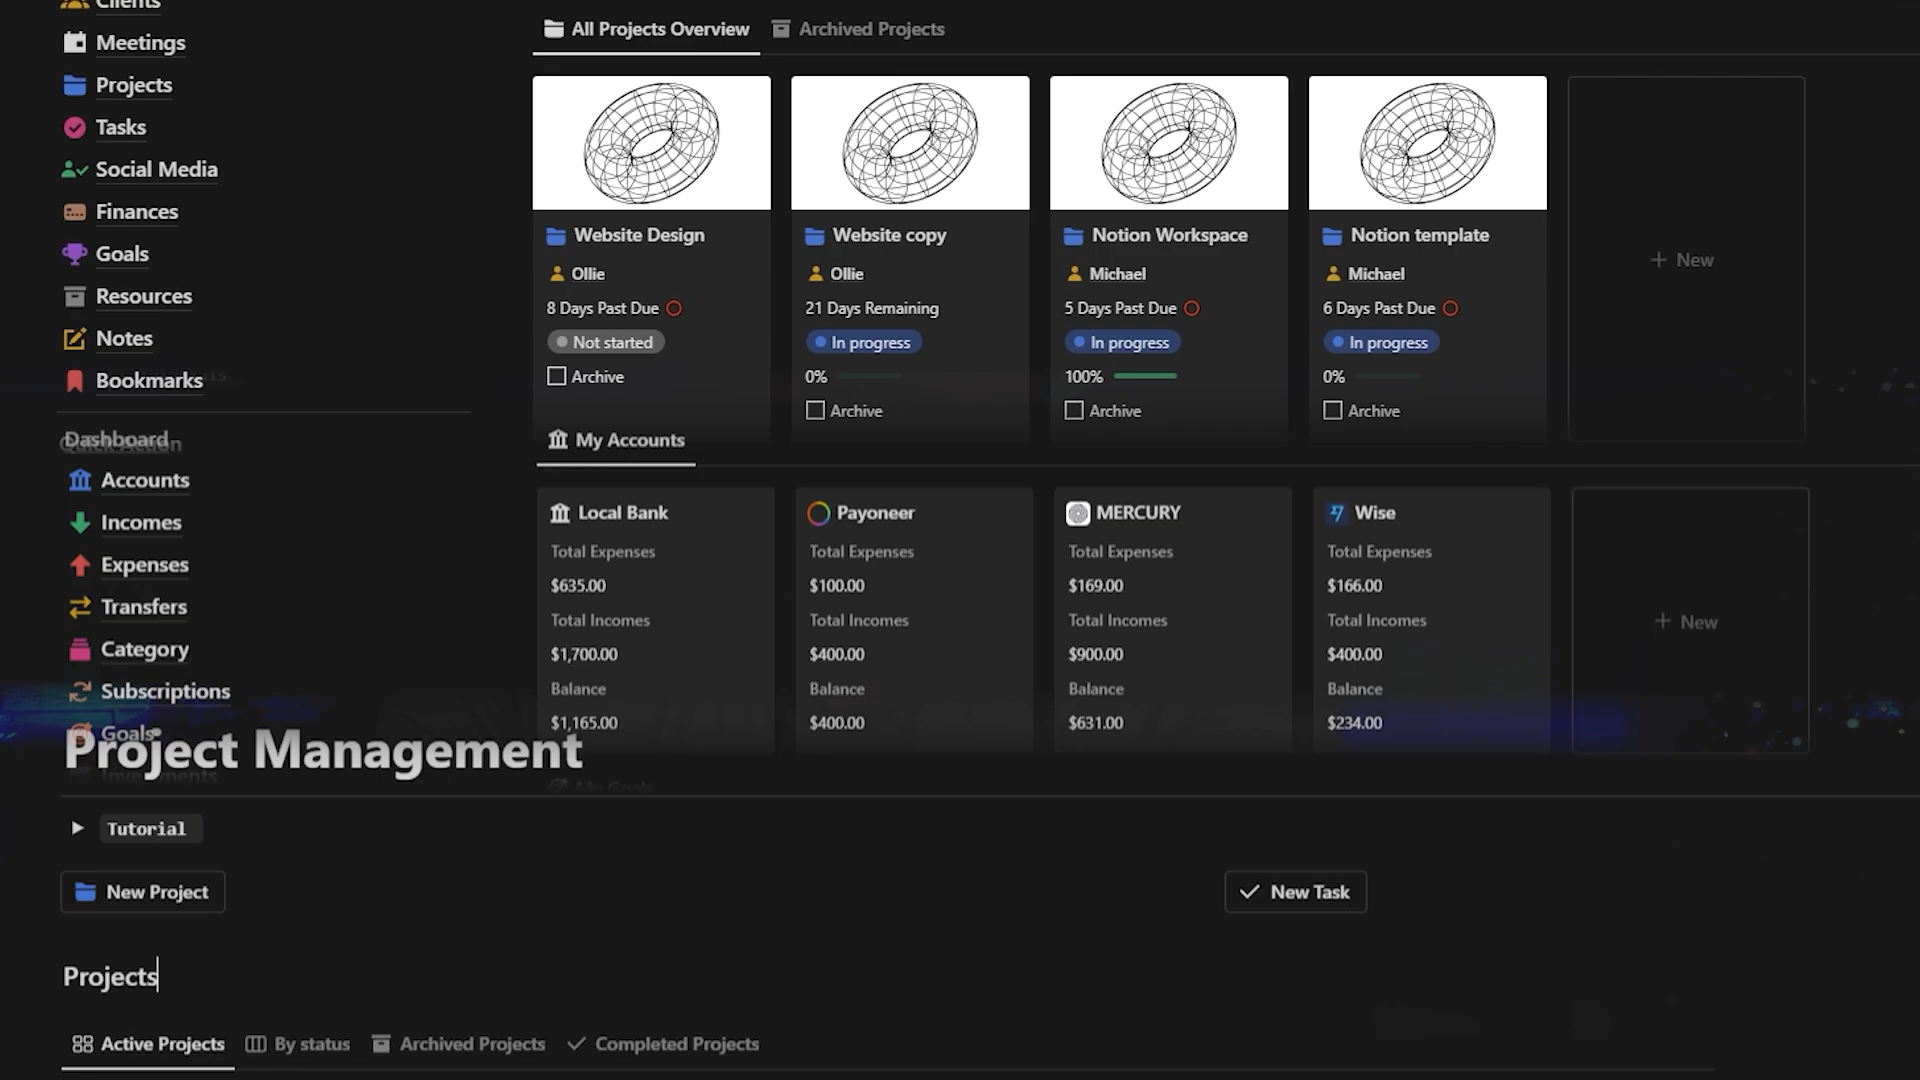 Clients
Meetings
Projects
Tasks
Social Media
Finances
Goals
Resources
Notes
Bookmarks
All Projects Overview
Archived Projects
Website Design
Ollie
8 Days Past Due
Not started
Archive
Website copy
Ollie
21 Days Remaining
In progress
0%
Archive
Notion Workspace
Michael
5 Days Past Due
In progress
100%
Archive
Notion template
Michael
6 Days Past Due
In progress
0%
Archive
+ New
Dashboard
Quick Action
Accounts
Incomes
Expenses
Transfers
Category
Subscriptions
Goals
Investments
My Accounts
Local Bank
Total Expenses
$635.00
Total Incomes
$1,700.00
Balance
$1,165.00
Payoneer
Total Expenses
$100.00
Total Incomes
$400.00
Balance
$400.00
MERCURY
Total Expenses
$169.00
Total Incomes
$900.00
Balance
$631.00
Wise
Total Expenses
$166.00
Total Incomes
$400.00
Balance
$234.00
+ New
My Goals
Project Management
Tutorial
New Project
New Task
Projects
Active Projects
By status
Archived Projects
Completed Projects